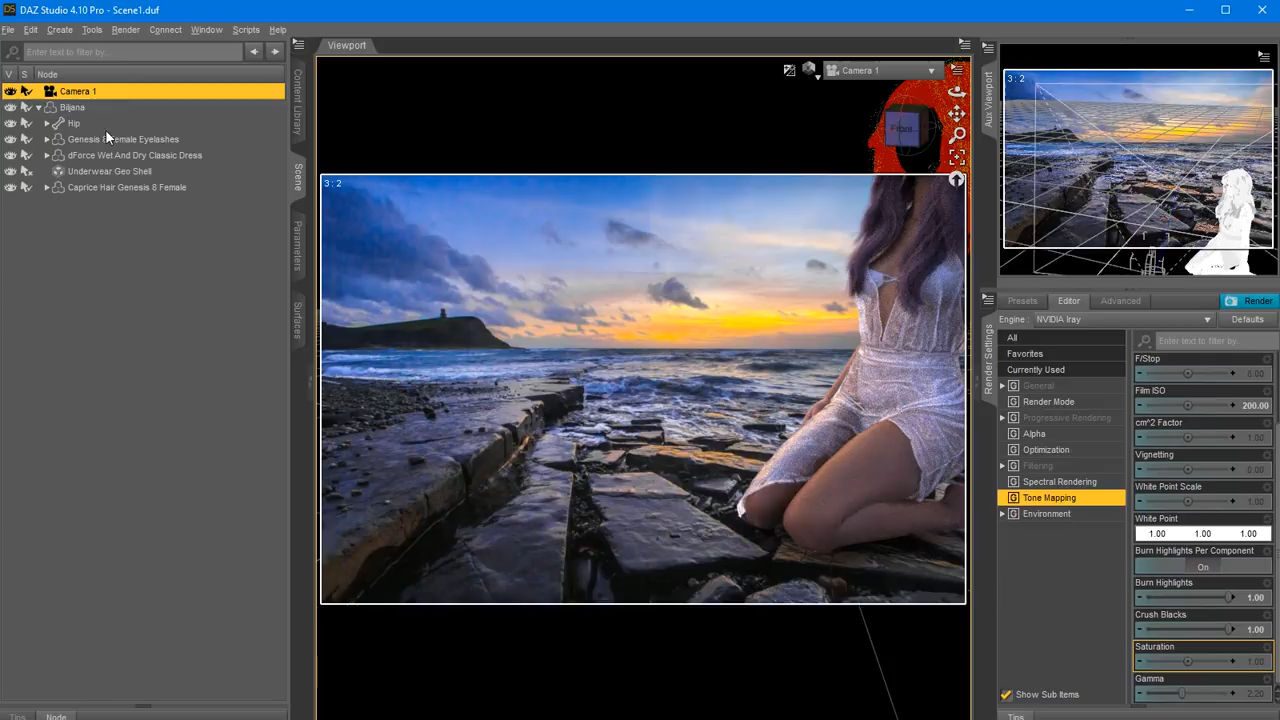 DAZ Studio 4.10 Pro - Scene1.duf
File Edit Create Tools Render Connect Window Scripts Help
Enter text to filter by...
V S Node
Camera 1
Biljana
Hip
Genesis 8 Female Eyelashes
dForce Wet And Dry Classic Dress
Underwear Geo Shell
Caprice Hair Genesis 8 Female
Tips Node
Content Library
Scene
Parameters
Surfaces
Viewport
Camera 1
Front
3 : 2
Aux Viewport
3 : 2
Render Settings
Presets Editor Advanced Render
Engine : NVIDIA Iray Defaults
All
Favorites
Currently Used
G General
G Render Mode
G Progressive Rendering
G Alpha
G Optimization
G Filtering
G Spectral Rendering
G Tone Mapping
G Environment
Show Sub Items
Enter text to filter by...
F/Stop
8.00
Film ISO
200.00
cm^2 Factor
1.00
Vignetting
0.00
White Point Scale
1.00
White Point
1.00 1.00 1.00
Burn Highlights Per Component
On
Burn Highlights
1.00
Crush Blacks
1.00
Saturation
1.00
Gamma
2.20
Tips